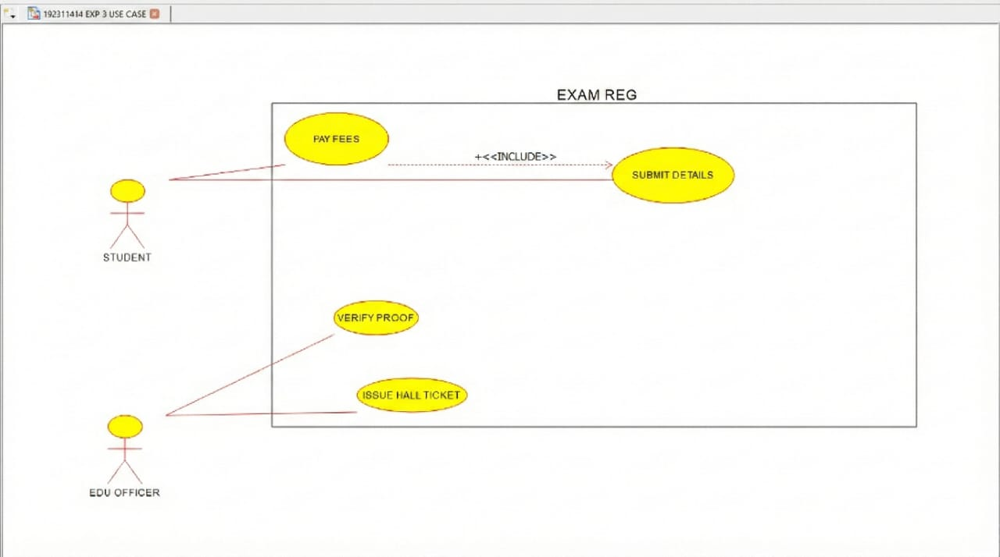 192311414 EXP 3 USE CASE
EXAM REG
PAY FEES
+<<INCLUDE>>
SUBMIT DETAILS
STUDENT
VERIFY PROOF
ISSUE HALL TICKET
EDU OFFICER